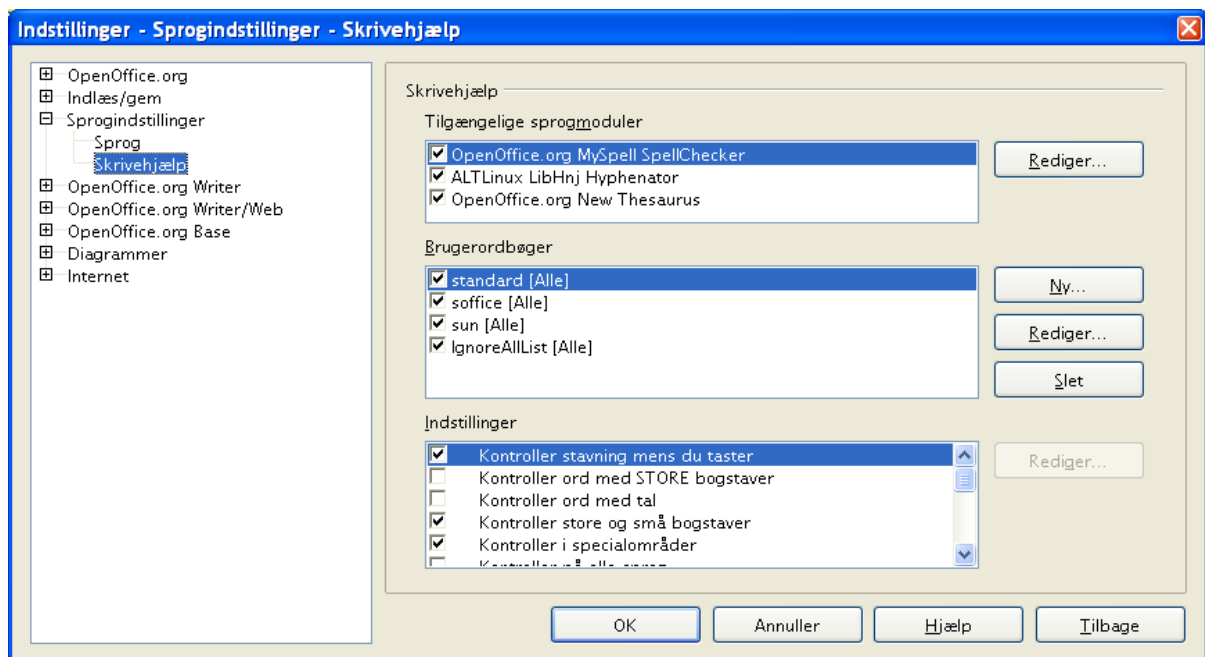 Indstillinger - Sprogindstillinger - Skrivehjælp
OpenOffice.org
Indlæs/gem
Sprogindstillinger
Sprog
Skrivehjælp
OpenOffice.org Writer
OpenOffice.org Writer/Web
OpenOffice.org Base
Diagrammer
Internet
Skrivehjælp
Tilgængelige sprogmoduler
OpenOffice.org MySpell SpellChecker
ALTLinux LibHnj Hyphenator
OpenOffice.org New Thesaurus
Rediger...
Brugerordbøger
standard [Alle]
soffice [Alle]
sun [Alle]
IgnoreAllList [Alle]
Ny...
Rediger...
Slet
Indstillinger
Kontroller stavning mens du taster
Kontroller ord med STORE bogstaver
Kontroller ord med tal
Kontroller store og små bogstaver
Kontroller i specialområder
Kontroller på alle sprog
Rediger...
OK
Annuller
Hjælp
Tilbage